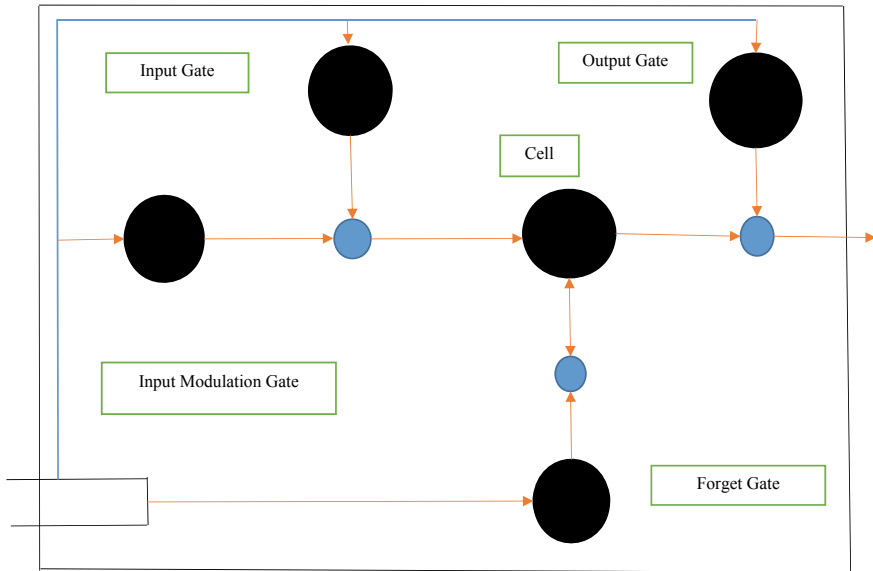 Input Gate
Output Gate
Cell
Input Modulation Gate
Forget Gate